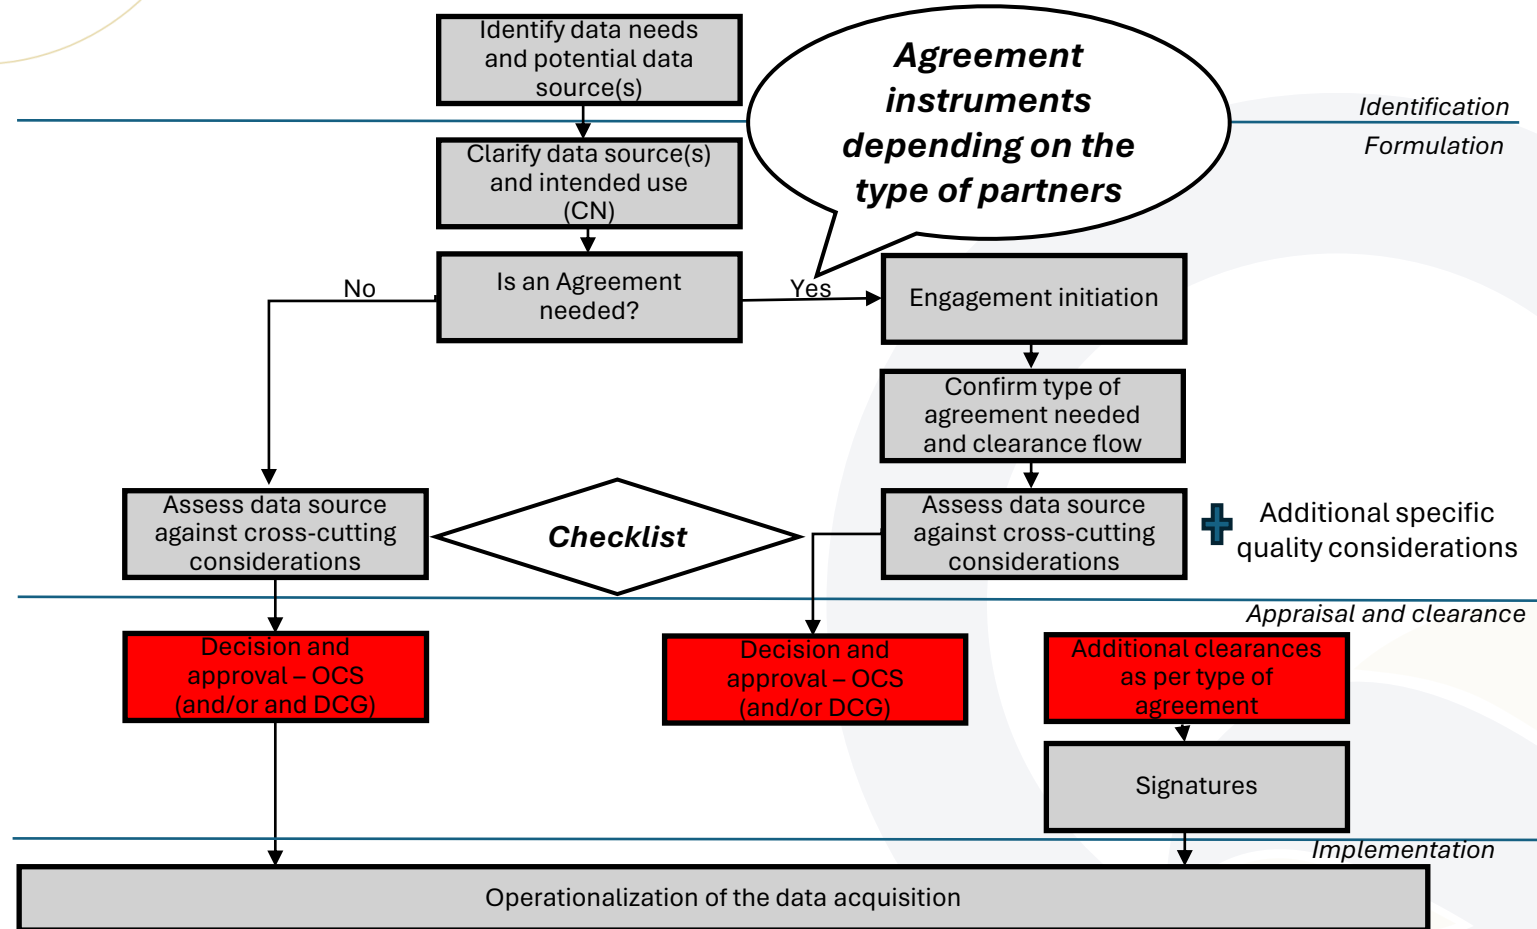 Identify data needs
and potential data
source(s)
Agreement
instruments
depending on the
type of partners
Identification
Formulation
Clarify data source(s)
and intended use
(CN)
Is an Agreement
needed?
No
Yes
Engagement initiation
Confirm type of
agreement needed
and clearance flow
Assess data source
against cross-cutting
considerations
Checklist
Assess data source
against cross-cutting
considerations
Additional specific
quality considerations
Appraisal and clearance
Decision and
approval – OCS
(and/or and DCG)
Decision and
approval – OCS
(and/or DCG)
Additional clearances
as per type of
agreement
Signatures
Implementation
Operationalization of the data acquisition